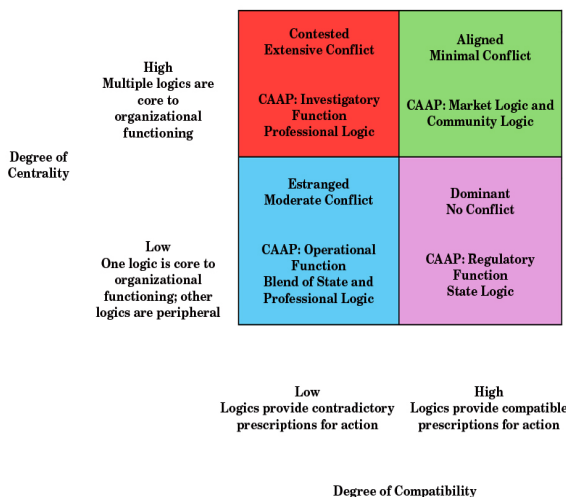 Contested
Extensive Conflict
CAAP: Investigatory
Function
Professional Logic
Aligned
Minimal Conflict
CAAP: Market Logic and
Community Logic
High
Multiple logics are
core to
organizational
functioning
Degree of
Centrality
Estranged
Moderate Conflict
CAAP: Operational
Function
Blend of State and
Professional Logic
Dominant
No Conflict
CAAP: Regulatory
Function
State Logic
Low
One logic is core to
organizational
functioning; other
logics are peripheral
Low
Logics provide contradictory
prescriptions for action
High
Logics provide compatible
prescriptions for action
Degree of Compatibility